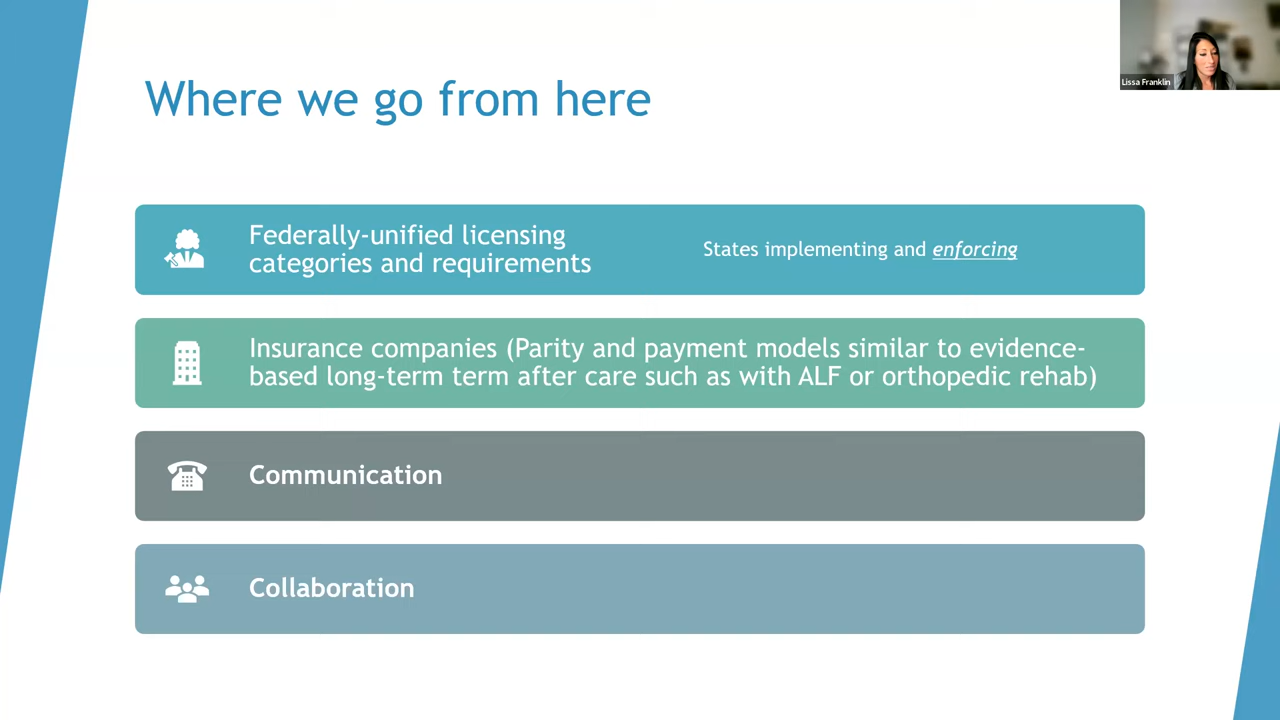 Lissa Franklin
Where we go from here
Federally-unified licensing
categories and requirements
States implementing and enforcing
Insurance companies (Parity and payment models similar to evidence-
based long-term term after care such as with ALF or orthopedic rehab)
Communication
Collaboration